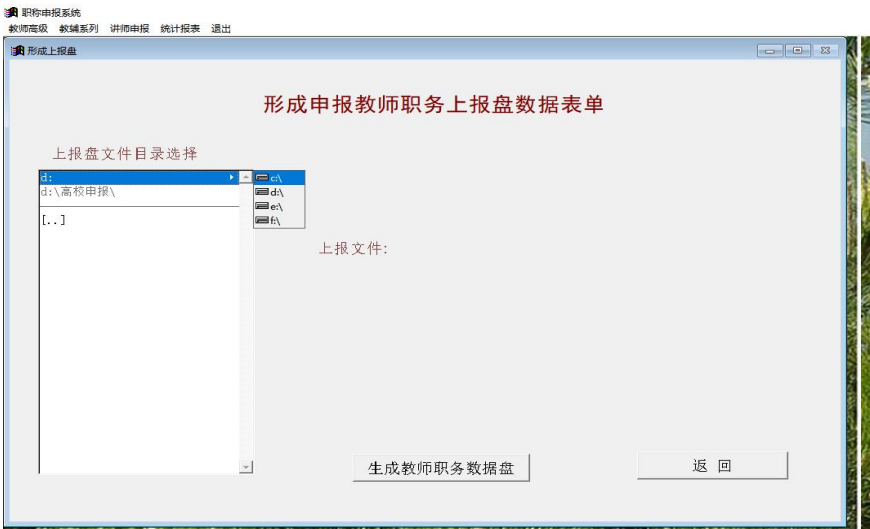 职称申报系统
教师高级 教辅系列 讲师申报 统计报表 退出
形成上报盘
形成申报教师职务上报盘数据表单
上报盘文件目录选择
d:
d:\高校申报\
[..]
c:\
d:\
e:\
f:\
上报文件:
生成教师职务数据盘
返 回